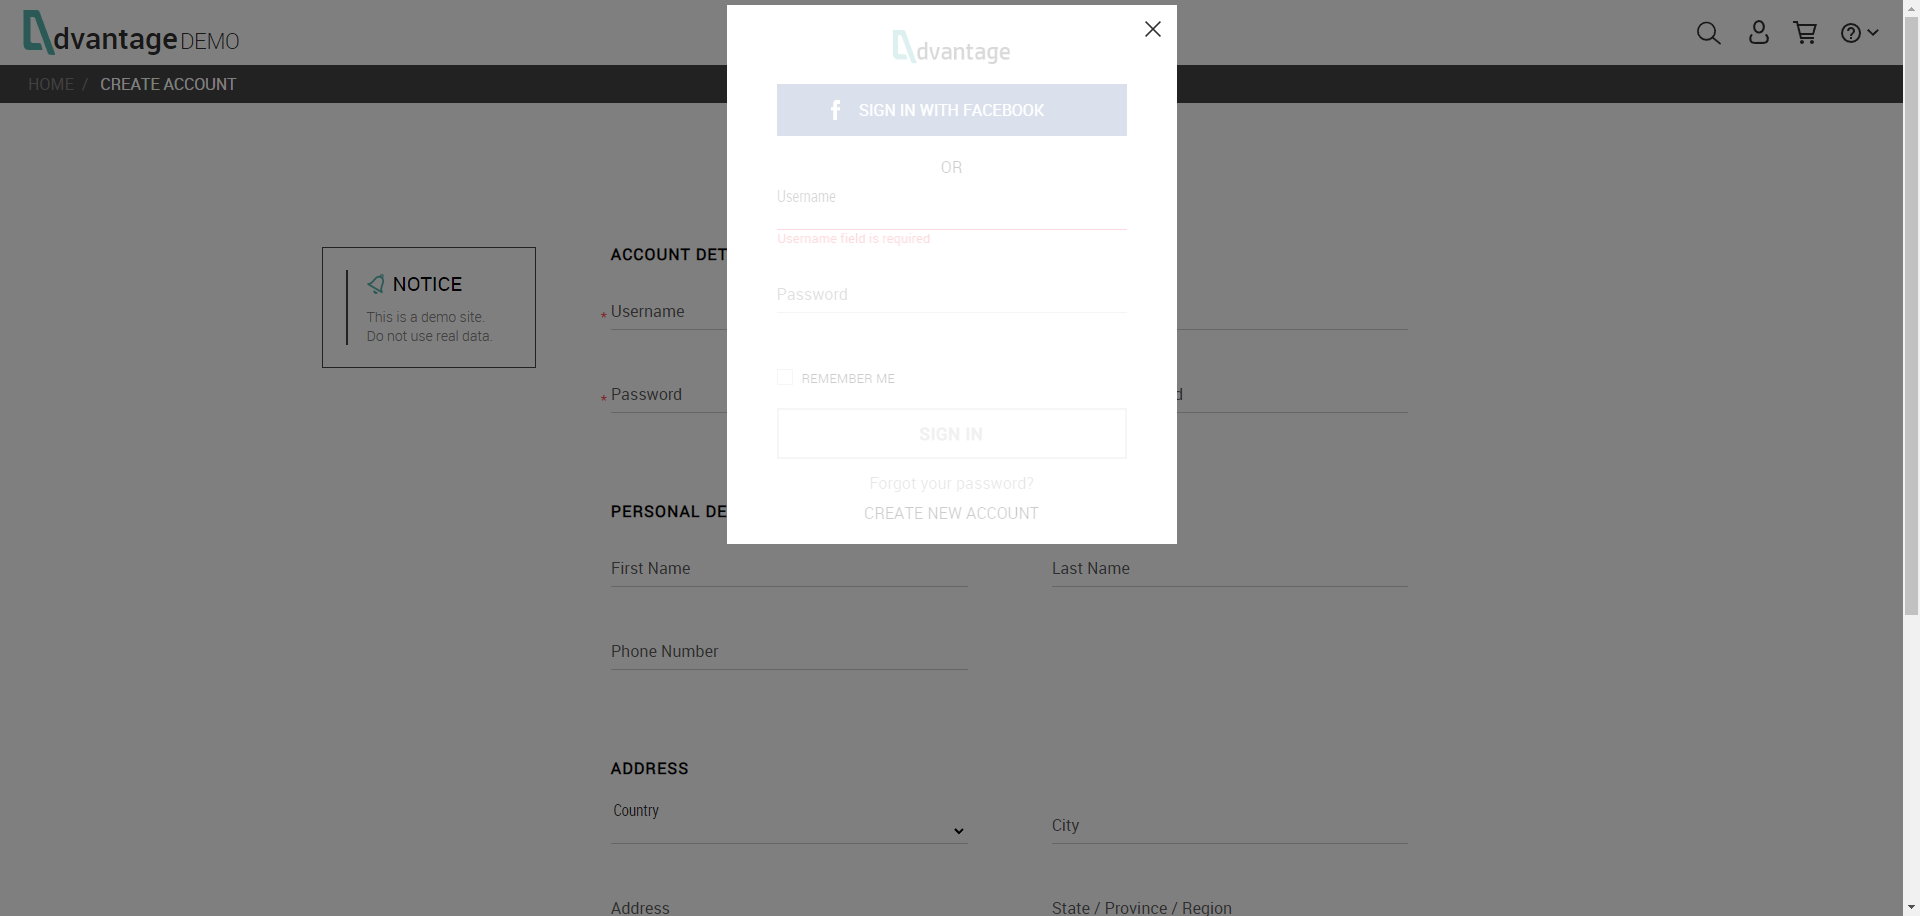 dvantage DEMO
HOME / CREATE ACCOUNT
dvantage
SIGN IN WITH FACEBOOK
OR
Username
Username field is required
Password
REMEMBER ME
SIGN IN
Forgot your password?
CREATE NEW ACCOUNT
NOTICE
This is a demo site.
Do not use real data.
ACCOUNT DET
* Username
* Password
d
PERSONAL DE
First Name
Last Name
Phone Number
ADDRESS
Country
City
Address
State / Province / Region